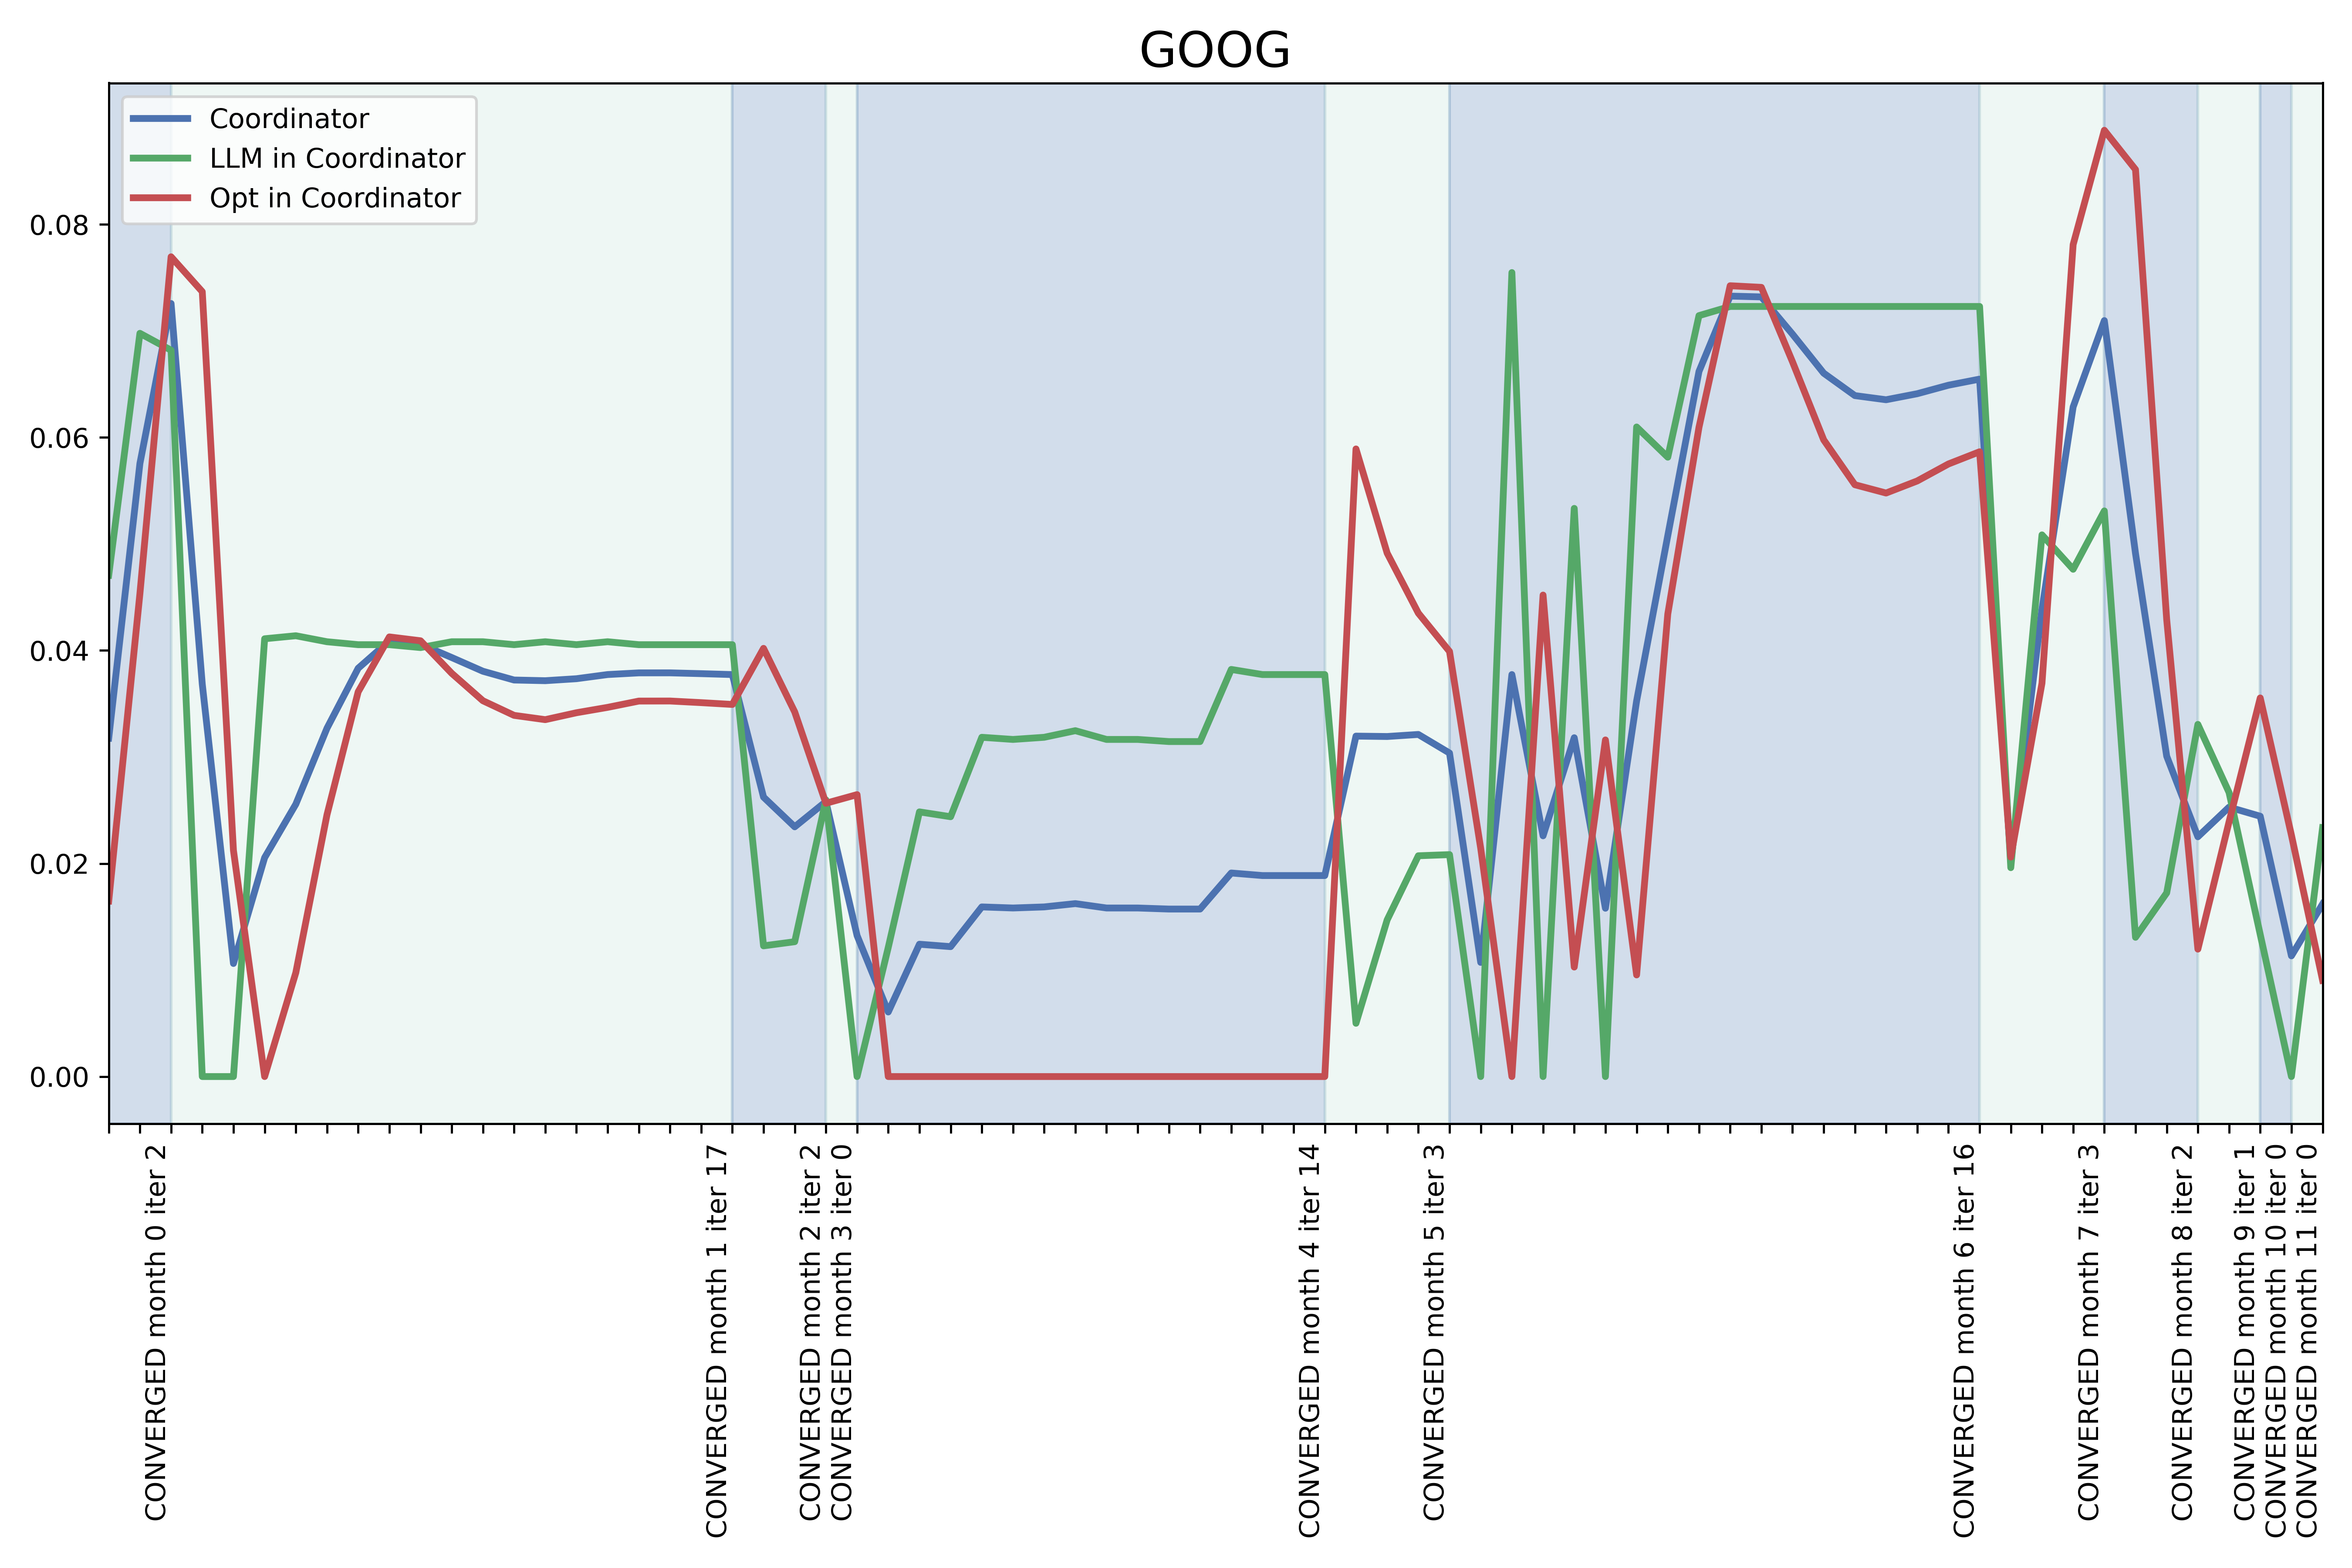 GOOG
Coordinator
LLM in Coordinator
Opt in Coordinator
0.08
0.06
0.04
0.02
0.00
CONVERGED month 0 iter 2
CONVERGED month 1 iter 17
CONVERGED month 2 iter 2
CONVERGED month 3 iter 0
CONVERGED month 4 iter 14
CONVERGED month 5 iter 3
CONVERGED month 6 iter 16
CONVERGED month 7 iter 3
CONVERGED month 8 iter 2
CONVERGED month 9 iter 1
CONVERGED month 10 iter 0
CONVERGED month 11 iter 0